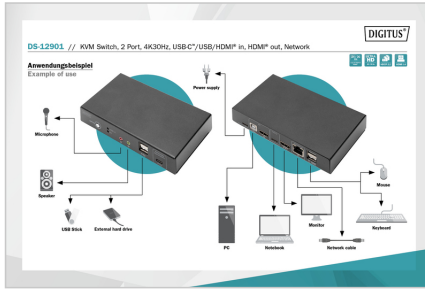 DIGITUS®
DS-12901 // KVM Switch, 2 Port, 4K30Hz, USB-C™/USB/HDMI® in, HDMI® out, Network
Anwendungsbeispiel
Example of use
Power supply
Microphone
Speaker
USB Stick
External hard drive
PC
Notebook
Monitor
Network cable
Mouse
Keyboard